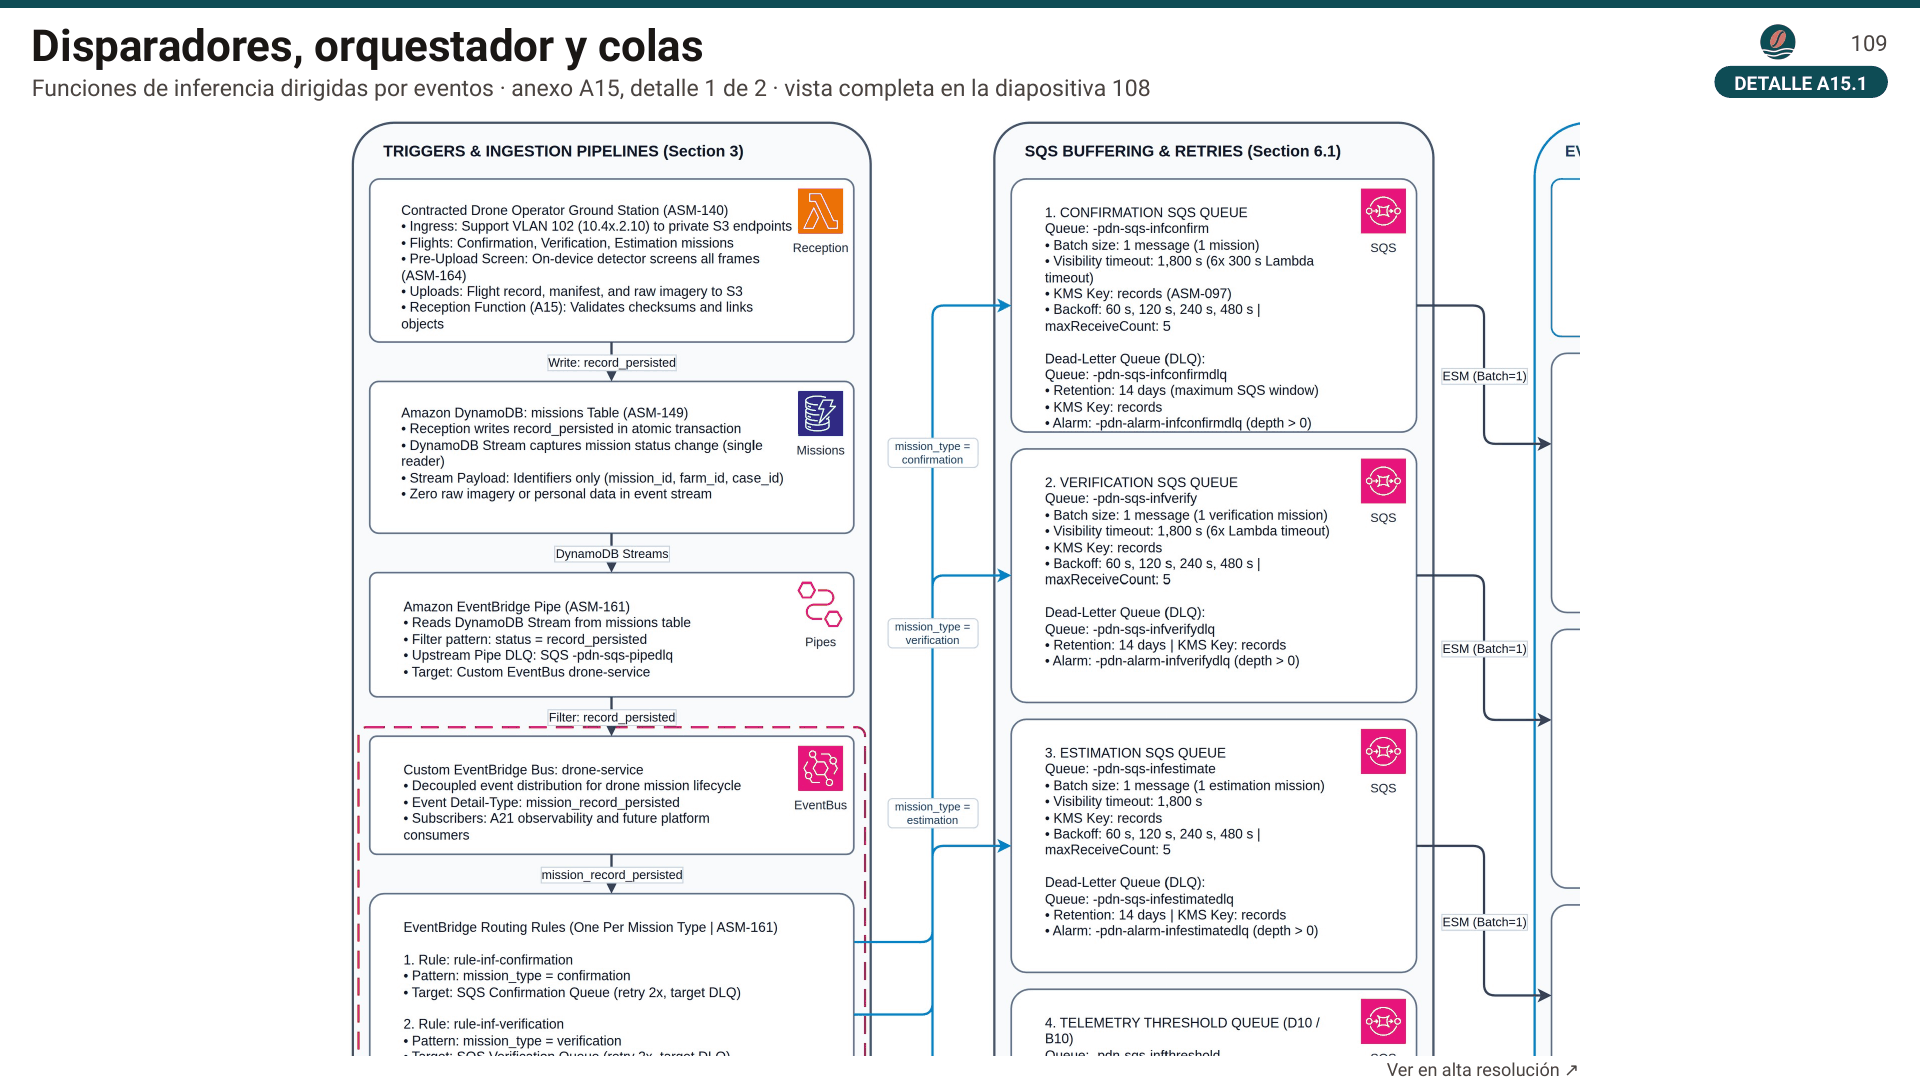 Disparadores, orquestador y colas
109
Funciones de inferencia dirigidas por eventos · anexo A15, detalle 1 de 2 · vista completa en la diapositiva 108
DETALLE A15.1
TRIGGERS & INGESTION PIPELINES (Section 3)
Contracted Drone Operator Ground Station (ASM-140)
• Ingress: Support VLAN 102 (10.4x.2.10) to private S3 endpoints
• Flights: Confirmation, Verification, Estimation missions
• Pre-Upload Screen: On-device detector screens all frames
(ASM-164)
• Uploads: Flight record, manifest, and raw imagery to S3
• Reception Function (A15): Validates checksums and links
objects
Reception
Write: record_persisted
Amazon DynamoDB: missions Table (ASM-149)
• Reception writes record_persisted in atomic transaction
• DynamoDB Stream captures mission status change (single
reader)
• Stream Payload: Identifiers only (mission_id, farm_id, case_id)
• Zero raw imagery or personal data in event stream
Missions
DynamoDB Streams
Amazon EventBridge Pipe (ASM-161)
• Reads DynamoDB Stream from missions table
• Filter pattern: status = record_persisted
• Upstream Pipe DLQ: SQS -pdn-sqs-pipedlq
• Target: Custom EventBus drone-service
Pipes
Filter: record_persisted
Custom EventBridge Bus: drone-service
• Decoupled event distribution for drone mission lifecycle
• Event Detail-Type: mission_record_persisted
• Subscribers: A21 observability and future platform
consumers
EventBus
mission_record_persisted
EventBridge Routing Rules (One Per Mission Type | ASM-161)
1. Rule: rule-inf-confirmation
• Pattern: mission_type = confirmation
• Target: SQS Confirmation Queue (retry 2x, target DLQ)
2. Rule: rule-inf-verification
• Pattern: mission_type = verification
• Target: SQS Verification Queue (retry 2x, target DLQ)
mission_type =
confirmation
mission_type =
verification
mission_type =
estimation
SQS BUFFERING & RETRIES (Section 6.1)
1. CONFIRMATION SQS QUEUE
Queue: -pdn-sqs-infconfirm
• Batch size: 1 message (1 mission)
• Visibility timeout: 1,800 s (6x 300 s Lambda
timeout)
• KMS Key: records (ASM-097)
• Backoff: 60 s, 120 s, 240 s, 480 s |
maxReceiveCount: 5
Dead-Letter Queue (DLQ):
Queue: -pdn-sqs-infconfirmdlq
• Retention: 14 days (maximum SQS window)
• KMS Key: records
• Alarm: -pdn-alarm-infconfirmdlq (depth > 0)
SQS
2. VERIFICATION SQS QUEUE
Queue: -pdn-sqs-infverify
• Batch size: 1 message (1 verification mission)
• Visibility timeout: 1,800 s (6x Lambda timeout)
• KMS Key: records
• Backoff: 60 s, 120 s, 240 s, 480 s |
maxReceiveCount: 5
Dead-Letter Queue (DLQ):
Queue: -pdn-sqs-infverifydlq
• Retention: 14 days | KMS Key: records
• Alarm: -pdn-alarm-infverifydlq (depth > 0)
SQS
3. ESTIMATION SQS QUEUE
Queue: -pdn-sqs-infestimate
• Batch size: 1 message (1 estimation mission)
• Visibility timeout: 1,800 s
• KMS Key: records
• Backoff: 60 s, 120 s, 240 s, 480 s |
maxReceiveCount: 5
Dead-Letter Queue (DLQ):
Queue: -pdn-sqs-infestimatedlq
• Retention: 14 days | KMS Key: records
• Alarm: -pdn-alarm-infestimatedlq (depth > 0)
SQS
4. TELEMETRY THRESHOLD QUEUE (D10 /
B10)
Queue: -pdn-sqs-infthreshold
SQS
ESM (Batch=1)
ESM (Batch=1)
ESM (Batch=1)
Ver en alta resolución ↗